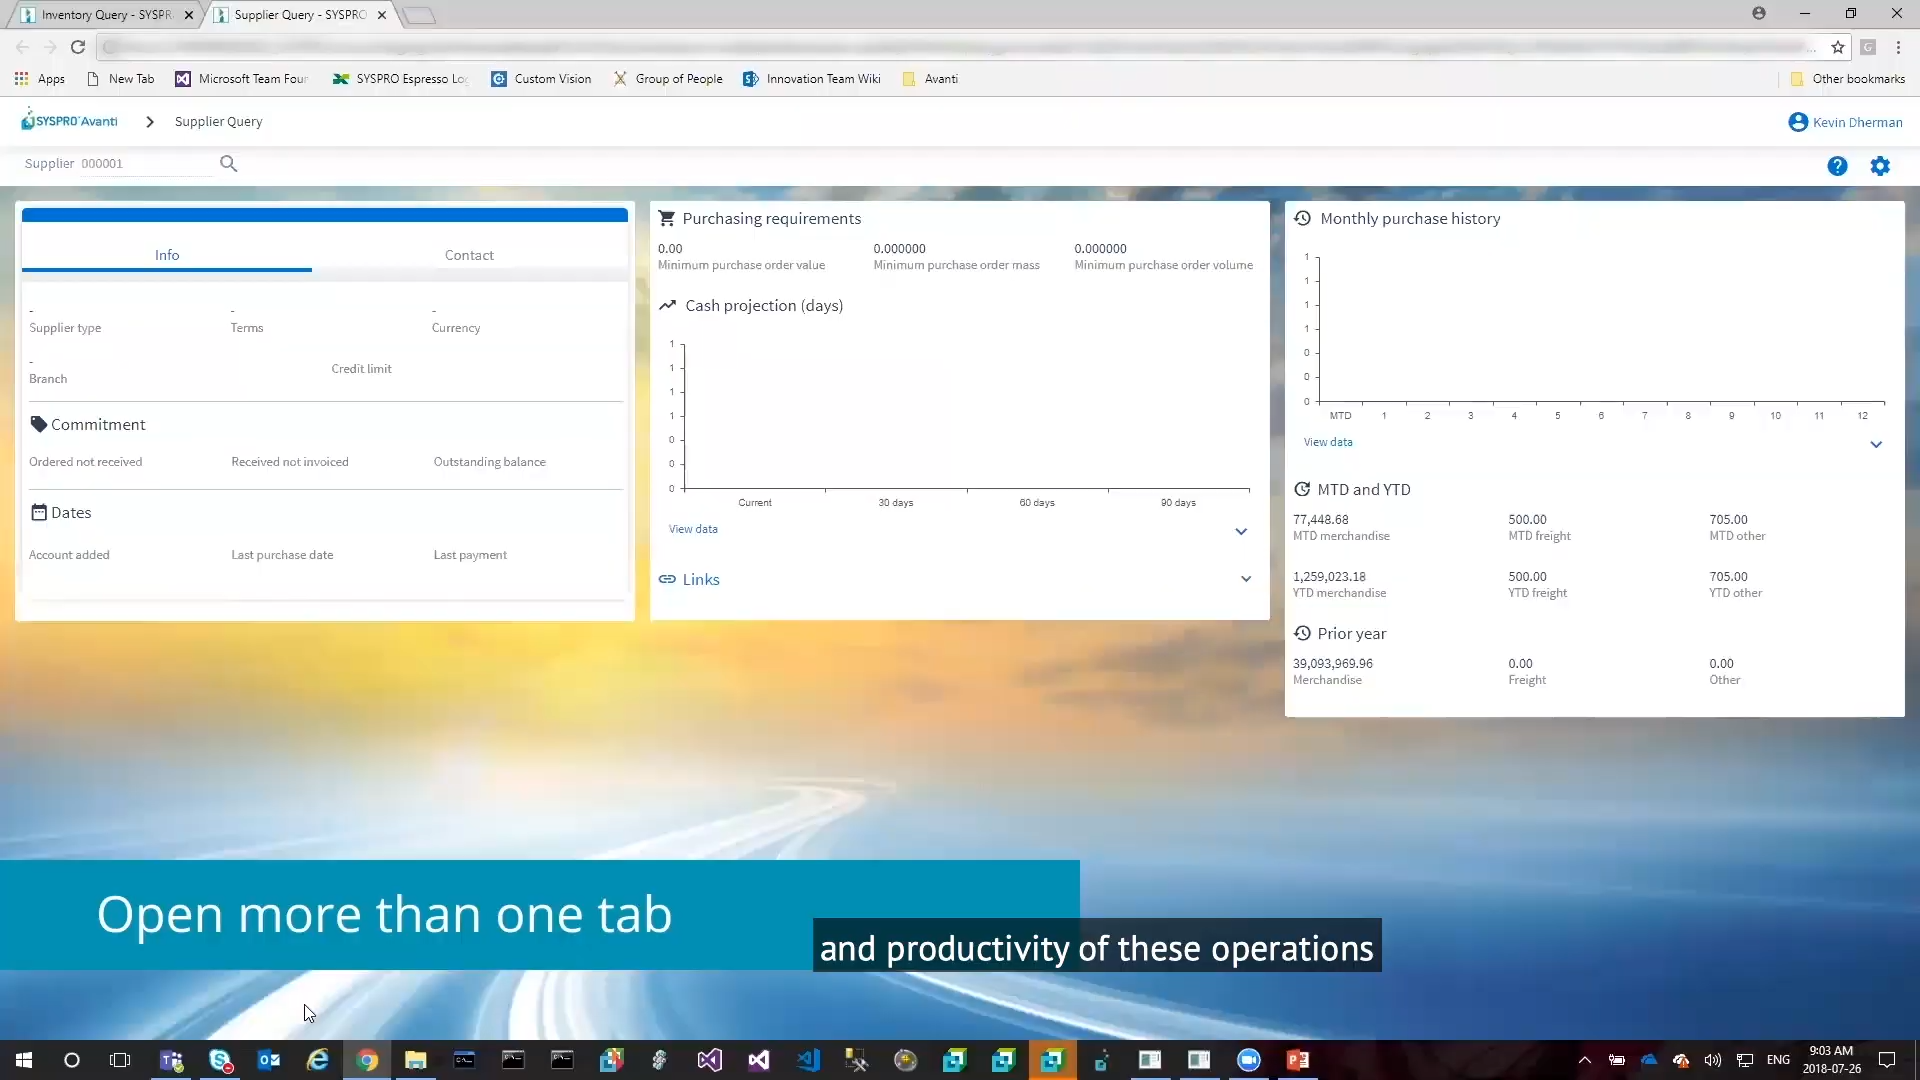 Inventory Query - SYSPR
Supplier Query - SYSPRO
Apps
New Tab
Microsoft Team Four
SYSPRO Espresso Log
Custom Vision
Group of People
Innovation Team Wiki
Avanti
Other bookmarks
SYSPRO Avanti
Supplier Query
Kevin Dherman
Supplier 000001
Info
Contact
-
-
-
Supplier type
Terms
Currency
-
Branch
Credit limit
Commitment
Ordered not received
Received not invoiced
Outstanding balance
Dates
Account added
Last purchase date
Last payment
Purchasing requirements
0.00
0.000000
0.000000
Minimum purchase order value
Minimum purchase order mass
Minimum purchase order volume
Cash projection (days)
1
1
1
1
0
0
0
Current
30 days
60 days
90 days
View data
Links
Monthly purchase history
1
1
1
1
0
0
0
MTD 1 2 3 4 5 6 7 8 9 10 11 12
View data
MTD and YTD
77,448.68
500.00
705.00
MTD merchandise
MTD freight
MTD other
1,259,023.18
500.00
705.00
YTD merchandise
YTD freight
YTD other
Prior year
39,093,969.96
0.00
0.00
Merchandise
Freight
Other
Open more than one tab
and productivity of these operations
ENG
9:03 AM
2018-07-26